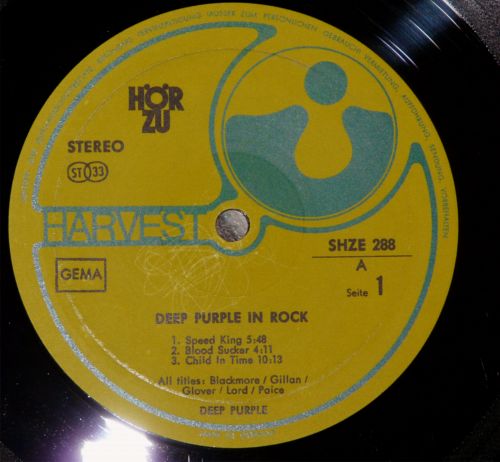 HÖR
ZU
STEREO
ST 33
HARVEST
GEMA
SHZE 288
A
Seite 1
DEEP PURPLE IN ROCK
1. Speed King 5:48
2. Blood Sucker 4:11
3. Child In Time 10:13
All titles: Blackmore / Gillan /
Glover / Lord / Paice
DEEP PURPLE